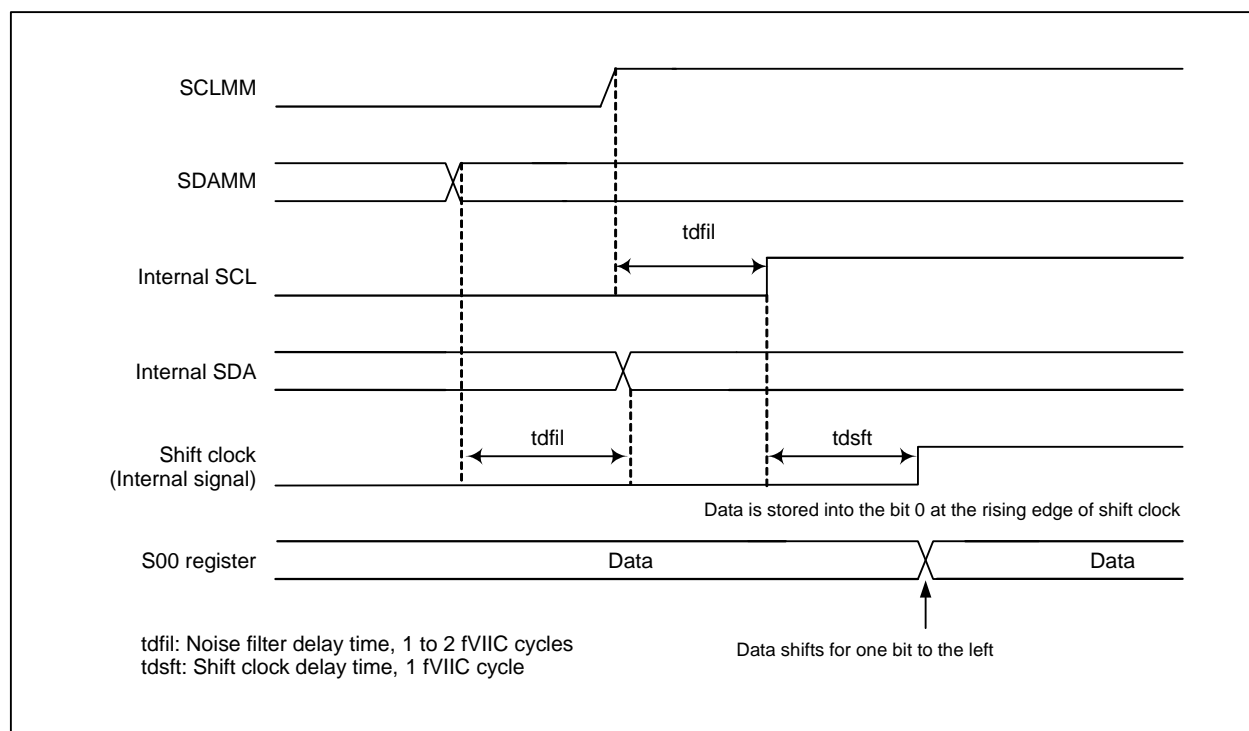 SCLMM
SDAMM
tdfil
Internal SCL
Internal SDA
tdfil
tdsft
Shift clock
(Internal signal)
Data is stored into the bit 0 at the rising edge of shift clock
S00 register
Data
Data
tdfil: Noise filter delay time, 1 to 2 fVIIC cycles
tdsft: Shift clock delay time, 1 fVIIC cycle
Data shifts for one bit to the left